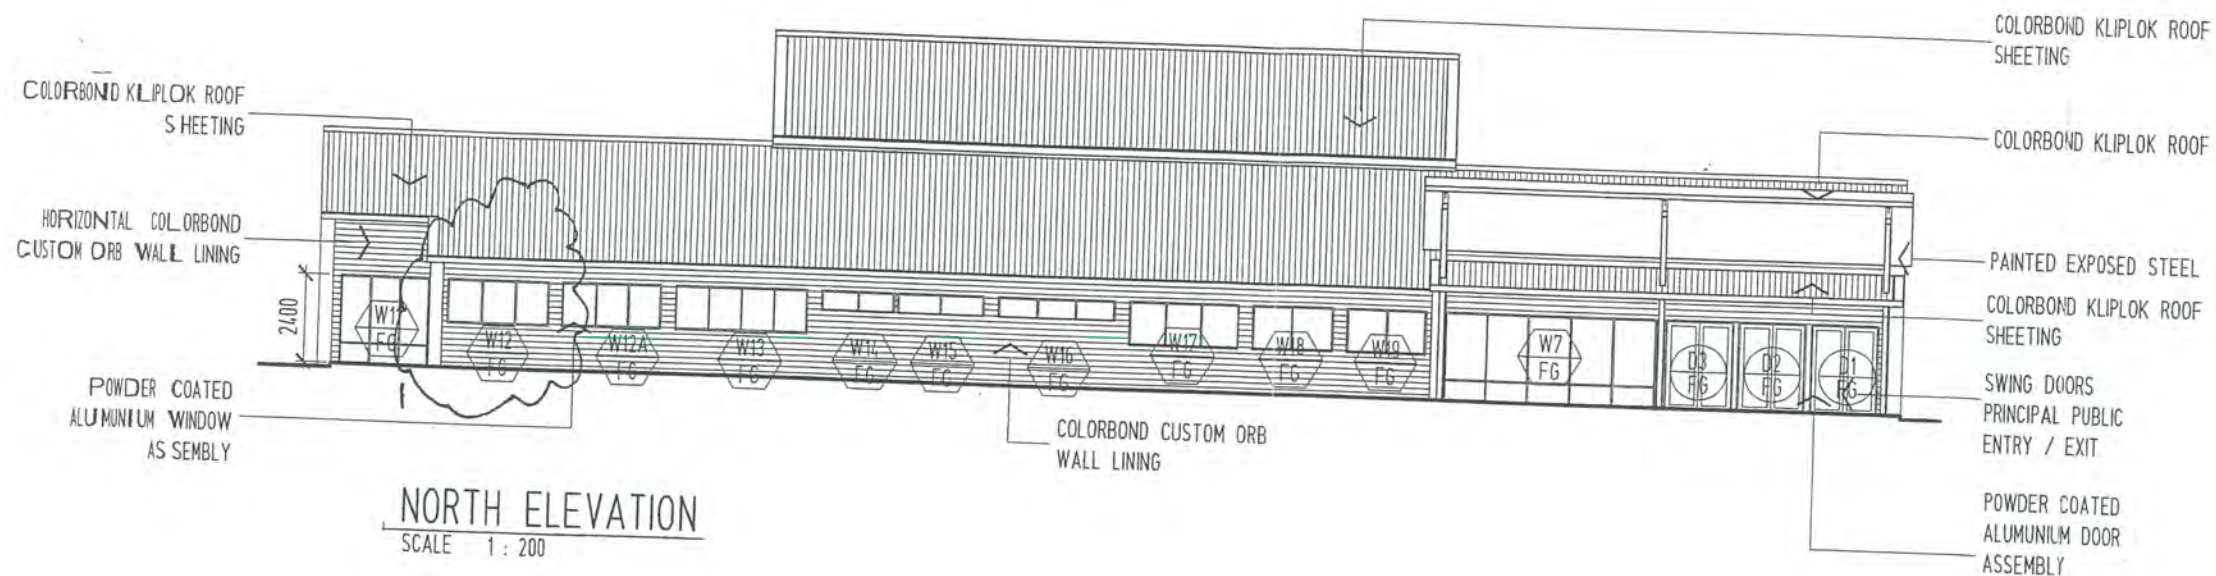 COLORBOND KLIPLOK ROOF
SHEETING
HORIZONTAL COLORBOND
CUSTOM ORB WALL LINING
2400
POWDER COATED
ALUMUNIUM WINDOW
ASSEMBLY
COLORBOND KLIPLOK ROOF
SHEETING
COLORBOND KLIPLOK ROOF
PAINTED EXPOSED STEEL
COLORBOND KLIPLOK ROOF
SHEETING
SWING DOORS
PRINCIPAL PUBLIC
ENTRY / EXIT
POWDER COATED
ALUMUNIUM DOOR
ASSEMBLY
W11
FG
W12
FG
W12A
FG
W13
FG
W14
FG
W15
FG
W16
FG
W17
FG
W18
FG
W19
FG
W7
FG
D3
FG
D2
FG
D1
FG
COLORBOND CUSTOM ORB
WALL LINING
NORTH ELEVATION
SCALE 1 : 200